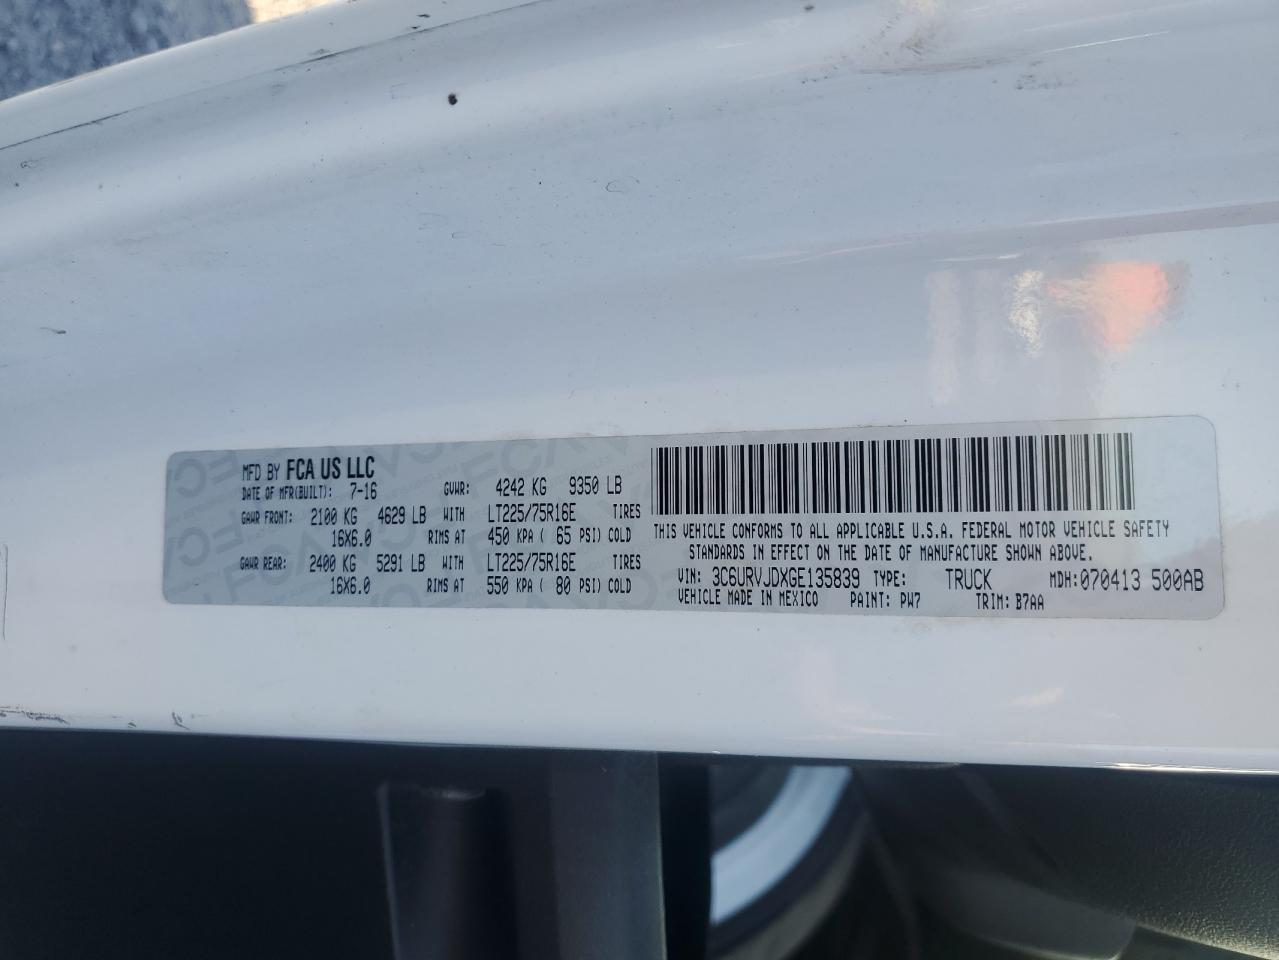 MFD BY FCA US LLC
DATE OF MFR(BUILT): 7-16 GVWR: 4242 KG 9350 LB
GAWR FRONT: 2100 KG 4629 LB WITH LT225/75R16E TIRES
16X6.0 RIMS AT 450 KPA ( 65 PSI) COLD
GAWR REAR: 2400 KG 5291 LB WITH LT225/75R16E TIRES
16X6.0 RIMS AT 550 KPA ( 80 PSI) COLD
THIS VEHICLE CONFORMS TO ALL APPLICABLE U.S.A. FEDERAL MOTOR VEHICLE SAFETY
STANDARDS IN EFFECT ON THE DATE OF MANUFACTURE SHOWN ABOVE.
VIN: 3C6URVJDXGE135839 TYPE: TRUCK MDH:070413 500AB
VEHICLE MADE IN MEXICO PAINT: PW7 TRIM: B7AA